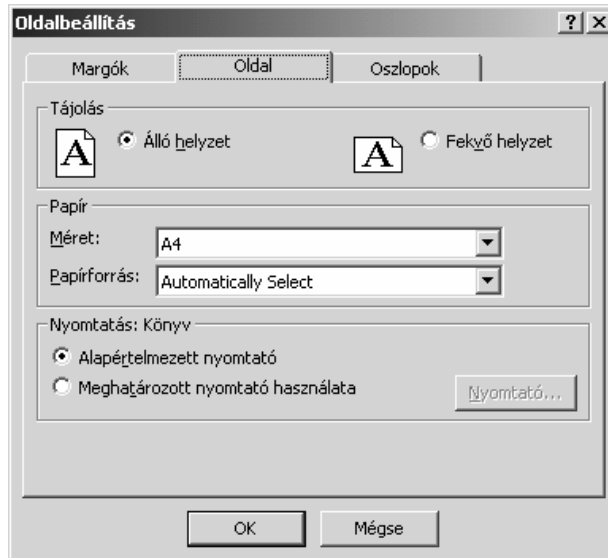 Oldalbeállítás
Margók Oldal Oszlopok
Tájolás
A Álló helyzet A Fekvő helyzet
Papír
Méret: A4
Papírforrás: Automatically Select
Nyomtatás: Könyv
Alapértelmezett nyomtató
Meghatározott nyomtató használata Nyomtató...
OK Mégse